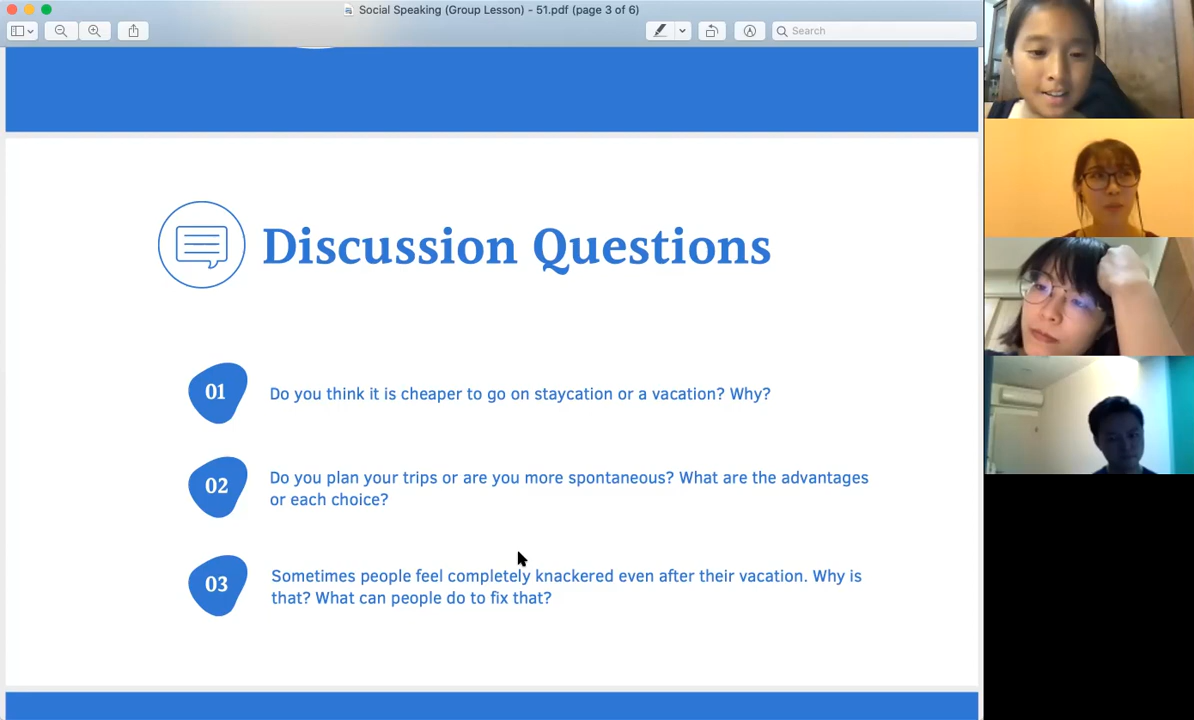 Social Speaking (Group Lesson) - 51.pdf (page 3 of 6)
Search
Discussion Questions
01
Do you think it is cheaper to go on staycation or a vacation? Why?
02
Do you plan your trips or are you more spontaneous? What are the advantages
or each choice?
03
Sometimes people feel completely knackered even after their vacation. Why is
that? What can people do to fix that?